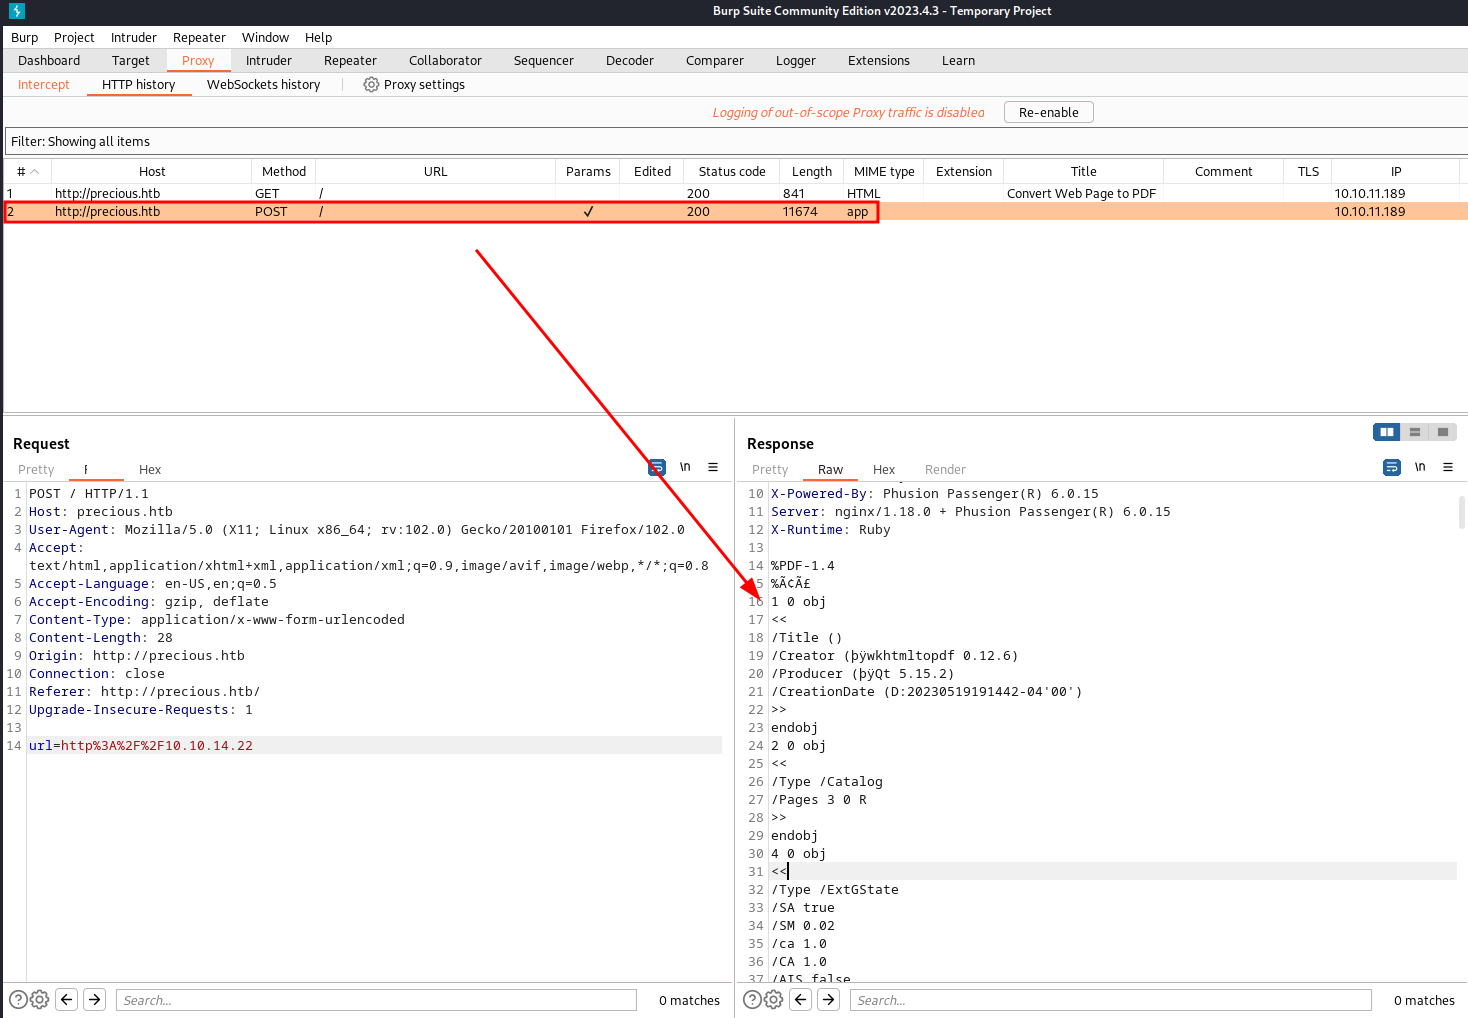 Burp Suite Community Edition v2023.4.3 - Temporary Project
Burp Project Intruder Repeater Window Help
Dashboard Target Proxy Intruder Repeater Collaborator Sequencer Decoder Comparer Logger Extensions Learn
Intercept HTTP history WebSockets history Proxy settings
Logging of out-of-scope Proxy traffic is disabled Re-enable
Filter: Showing all items
# Host Method URL Params Edited Status code Length MIME type Extension Title Comment TLS IP
1 http://precious.htb GET / 200 841 HTML Convert Web Page to PDF 10.10.11.189
2 http://precious.htb POST / ✓ 200 11674 app 10.10.11.189
Request
Pretty Hex \n
1 POST / HTTP/1.1
2 Host: precious.htb
3 User-Agent: Mozilla/5.0 (X11; Linux x86_64; rv:102.0) Gecko/20100101 Firefox/102.0
4 Accept:
text/html,application/xhtml+xml,application/xml;q=0.9,image/avif,image/webp,*/*;q=0.8
5 Accept-Language: en-US,en;q=0.5
6 Accept-Encoding: gzip, deflate
7 Content-Type: application/x-www-form-urlencoded
8 Content-Length: 28
9 Origin: http://precious.htb
10 Connection: close
11 Referer: http://precious.htb/
12 Upgrade-Insecure-Requests: 1
13
14 url=http%3A%2F%2F10.10.14.22
Search... 0 matches
Response
Pretty Raw Hex Render \n
10 X-Powered-By: Phusion Passenger(R) 6.0.15
11 Server: nginx/1.18.0 + Phusion Passenger(R) 6.0.15
12 X-Runtime: Ruby
13
14 %PDF-1.4
15 %Ã¢Ã£
16 1 0 obj
17 <<
18 /Title ()
19 /Creator (þÿwkhtmltopdf 0.12.6)
20 /Producer (þÿQt 5.15.2)
21 /CreationDate (D:20230519191442-04'00')
22 >>
23 endobj
24 2 0 obj
25 <<
26 /Type /Catalog
27 /Pages 3 0 R
28 >>
29 endobj
30 4 0 obj
31 <<
32 /Type /ExtGState
33 /SA true
34 /SM 0.02
35 /ca 1.0
36 /CA 1.0
37 /AIS false
Search... 0 matches